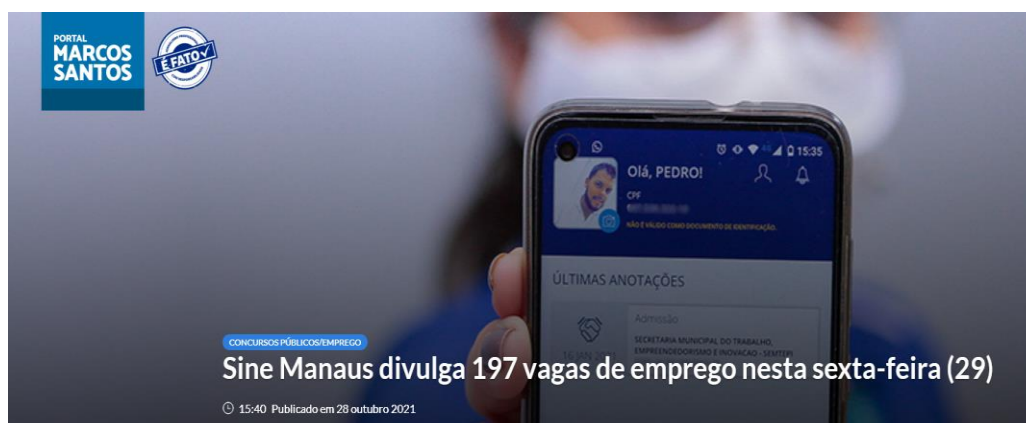 PORTAL
MARCOS
SANTOS
É FATO
15:35
Olá, PEDRO!
CPF
NÃO É VÁLIDO COMO DOCUMENTO DE IDENTIFICAÇÃO.
ÚLTIMAS ANOTAÇÕES
Admissão
SECRETARIA MUNICIPAL DO TRABALHO,
EMPREENDEDORISMO E INOVAÇÃO - SEMTEPI
CONCURSOS PÚBLICOS/EMPREGO
Sine Manaus divulga 197 vagas de emprego nesta sexta-feira (29)
15:40 Publicado em 28 outubro 2021